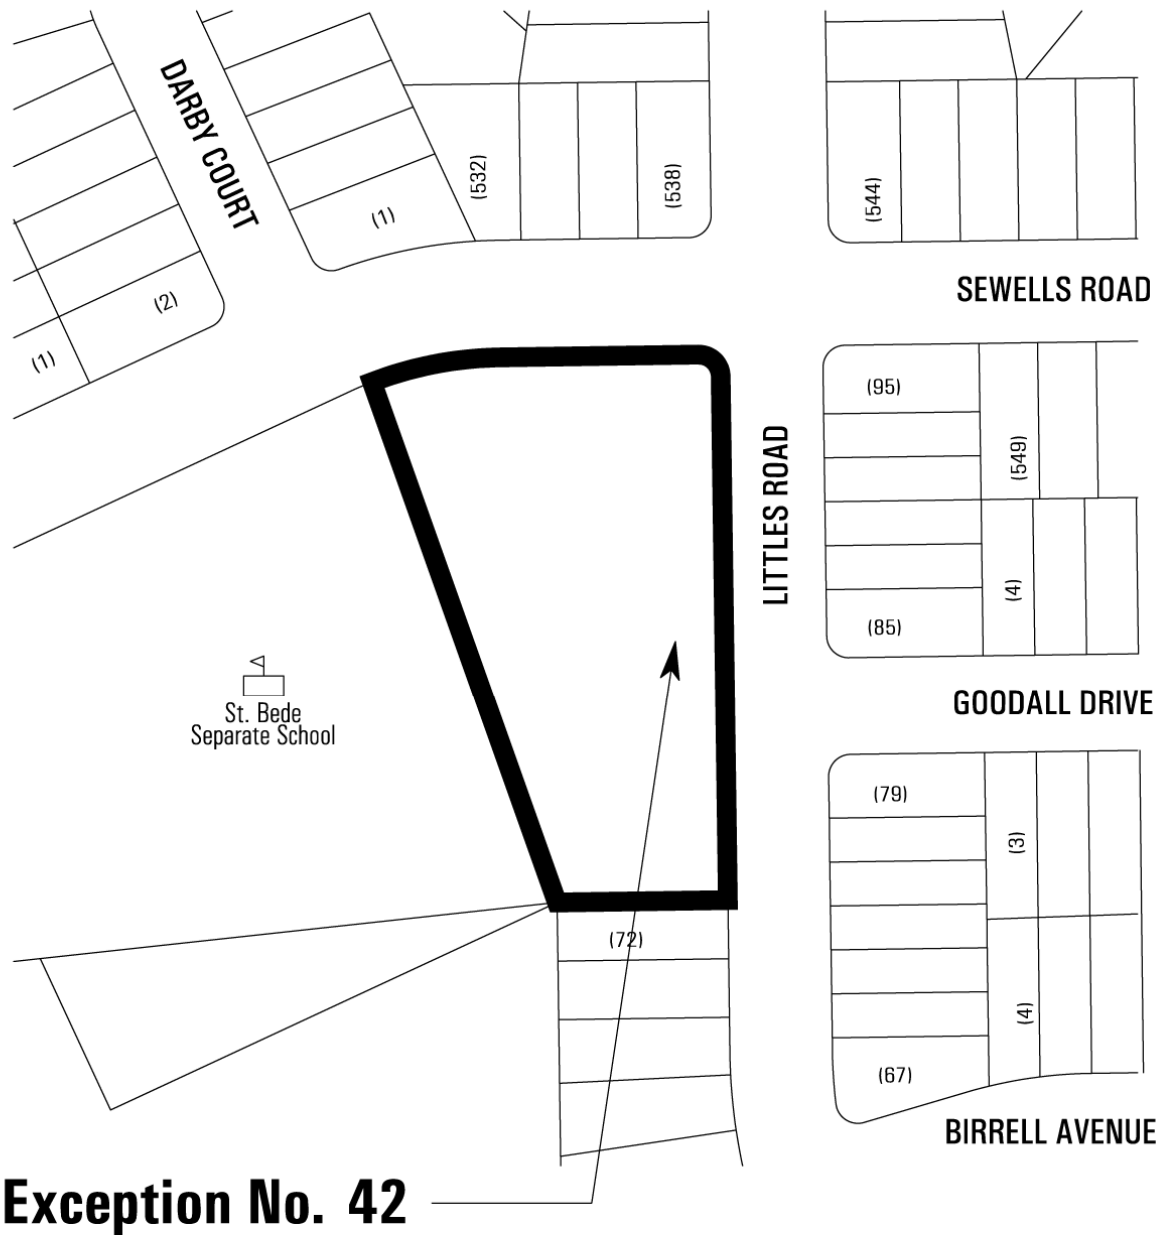 DARBY COURT
(532)
(538)
(544)
(1)
(2)
(1)
SEWELLS ROAD
(95)
(549)
LITTLES ROAD
(4)
(85)
St. Bede
Separate School
GOODALL DRIVE
(79)
(3)
(72)
(4)
(67)
BIRRELL AVENUE
Exception No. 42